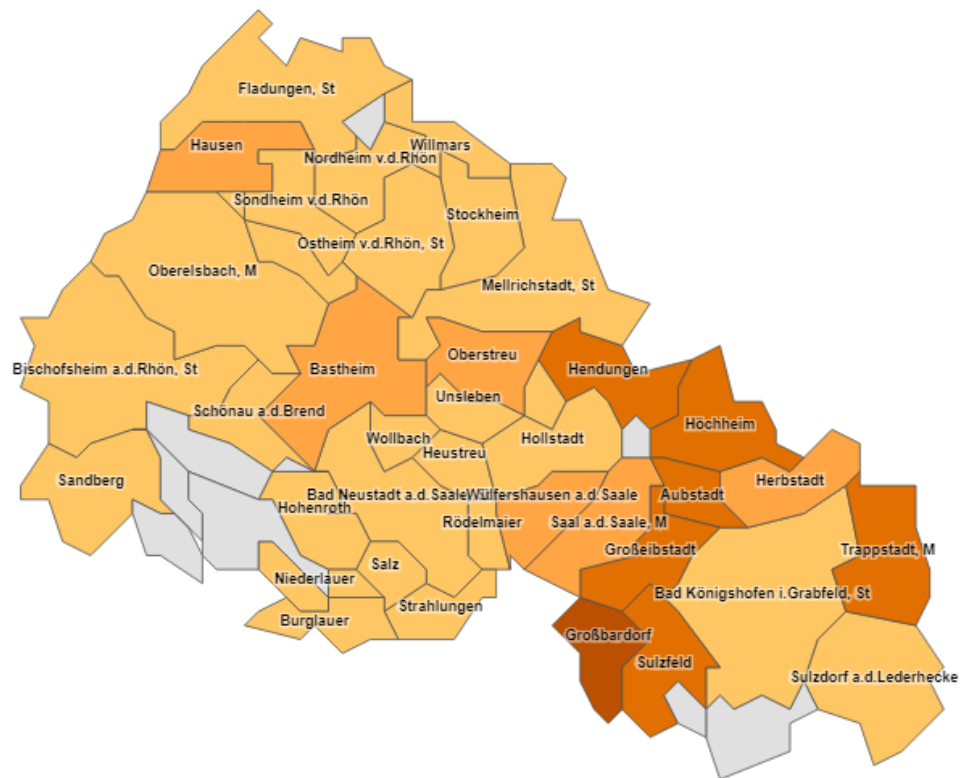 Fladungen, St
Hausen
Willmars
Nordheim v.d.Rhön
Sondheim v.d.Rhön
Stockheim
Ostheim v.d.Rhön, St
Oberelsbach, M
Mellrichstadt, St
Oberstreu
Bischofsheim a.d.Rhön, St
Bastheim
Hendungen
Unsleben
Schönau a.d.Brend
Höchheim
Wollbach
Hollstadt
Heustreu
Sandberg
Herbstadt
Bad Neustadt a.d.Saale
Wülfershausen a.d.Saale
Aubstadt
Hohenroth
Rödelmaier
Saal a.d.Saale, M
Großeibstadt
Trappstadt, M
Salz
Niederlauer
Bad Königshofen i.Grabfeld, St
Strahlungen
Burglauer
Großbardorf
Sulzfeld
Sulzdorf a.d.Lederhecke